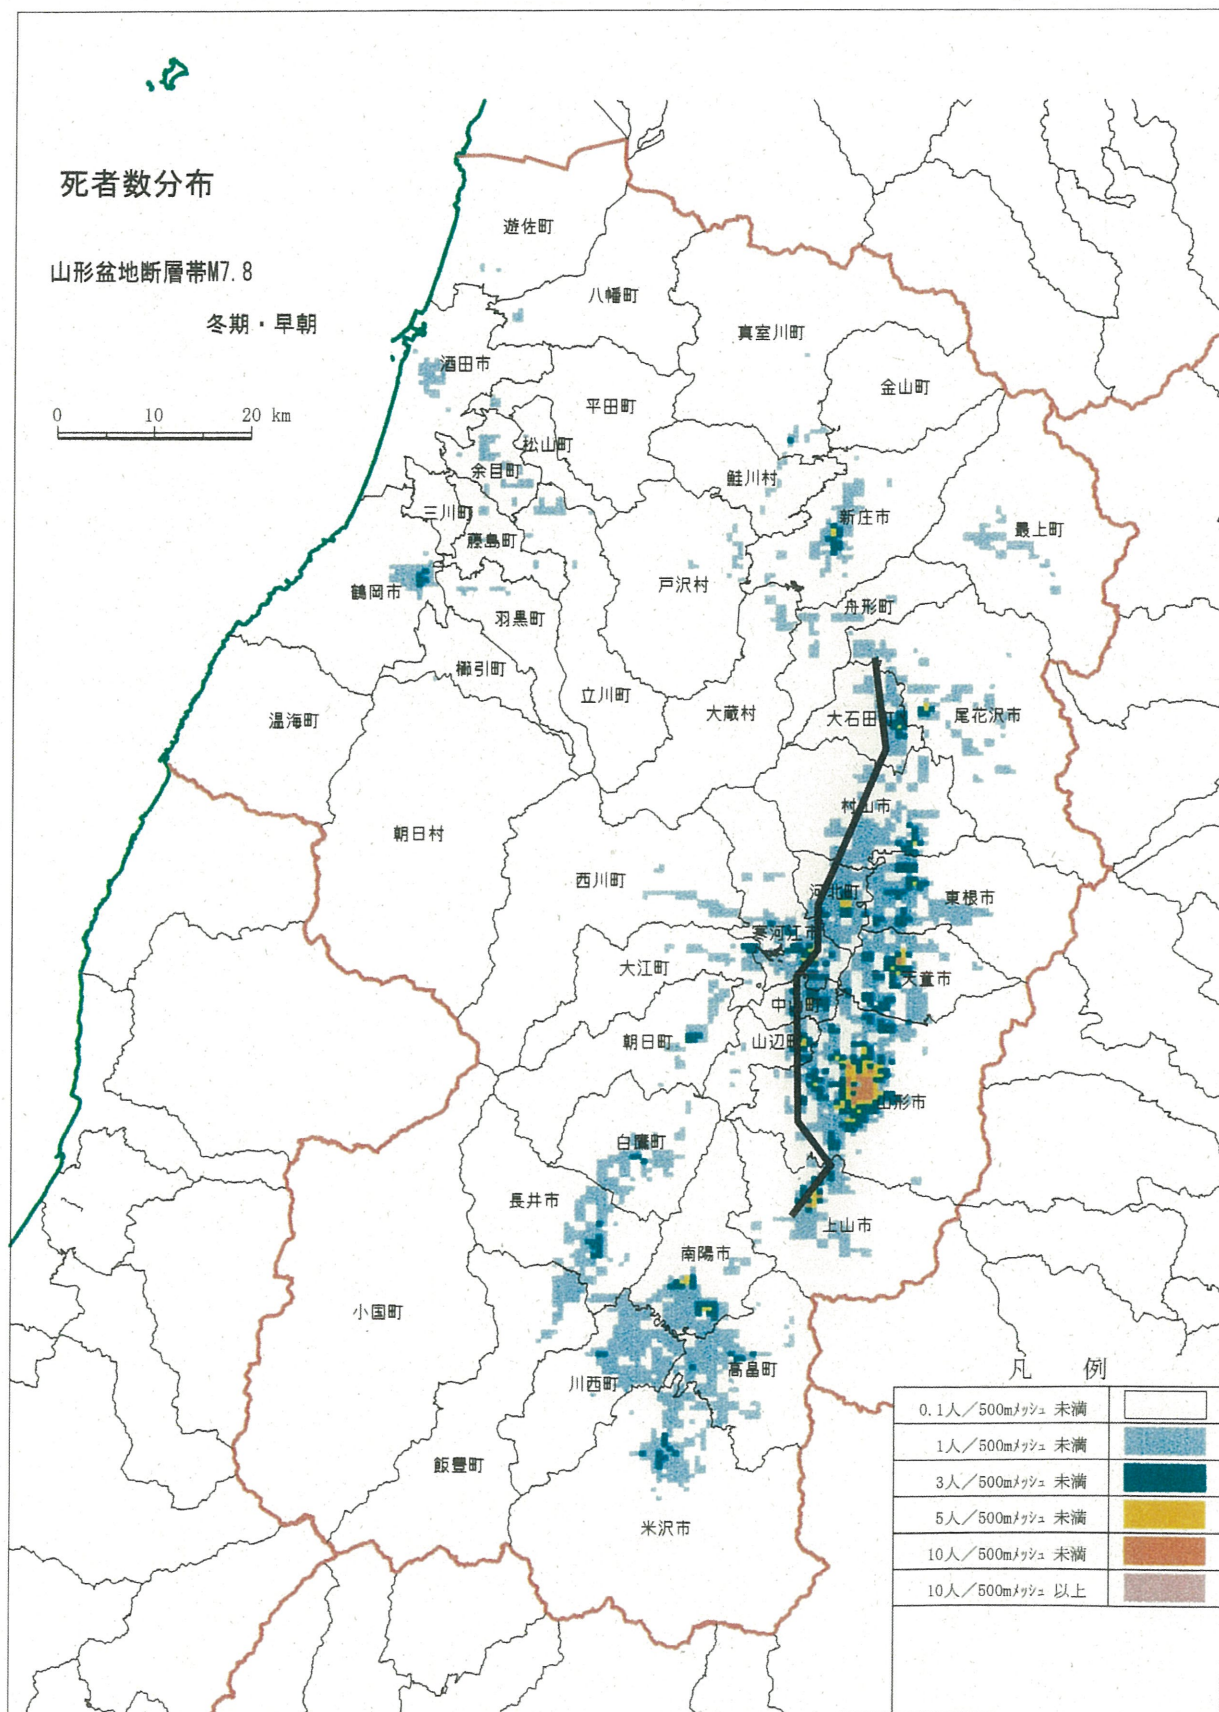 死者数分布
山形盆地断層帯M7.8
冬期・早朝
0 10 20 km
遊佐町
八幡町
真室川町
酒田市
金山町
平田町
松山町
余目町
鮭川村
三川町
新庄市
最上町
藤島町
戸沢村
鶴岡市
舟形町
羽黒町
櫛引町
立川町
大蔵村
大石田町
尾花沢市
温海町
村山市
朝日村
西川町
河北町
東根市
寒河江市
大江町
天童市
中山町
朝日町
山辺町
山形市
白鷹町
長井市
上山市
南陽市
小国町
高畠町
川西町
飯豊町
米沢市
凡 例
0.1人/500mメッシュ 未満
1人/500mメッシュ 未満
3人/500mメッシュ 未満
5人/500mメッシュ 未満
10人/500mメッシュ 未満
10人/500mメッシュ 以上